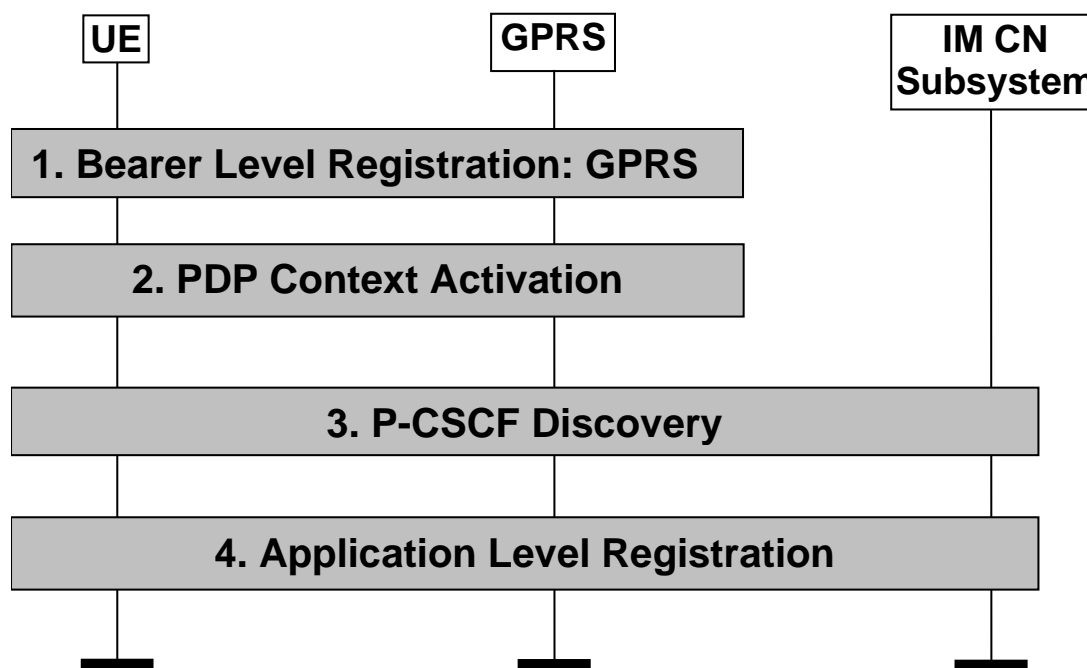 UE
GPRS
IM CN
Subsystem
1. Bearer Level Registration: GPRS
2. PDP Context Activation
3. P-CSCF Discovery
4. Application Level Registration